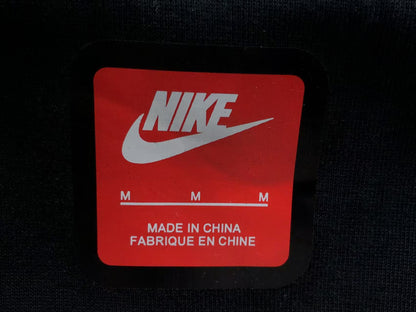 NIKE
M M M
MADE IN CHINA
FABRIQUE EN CHINE